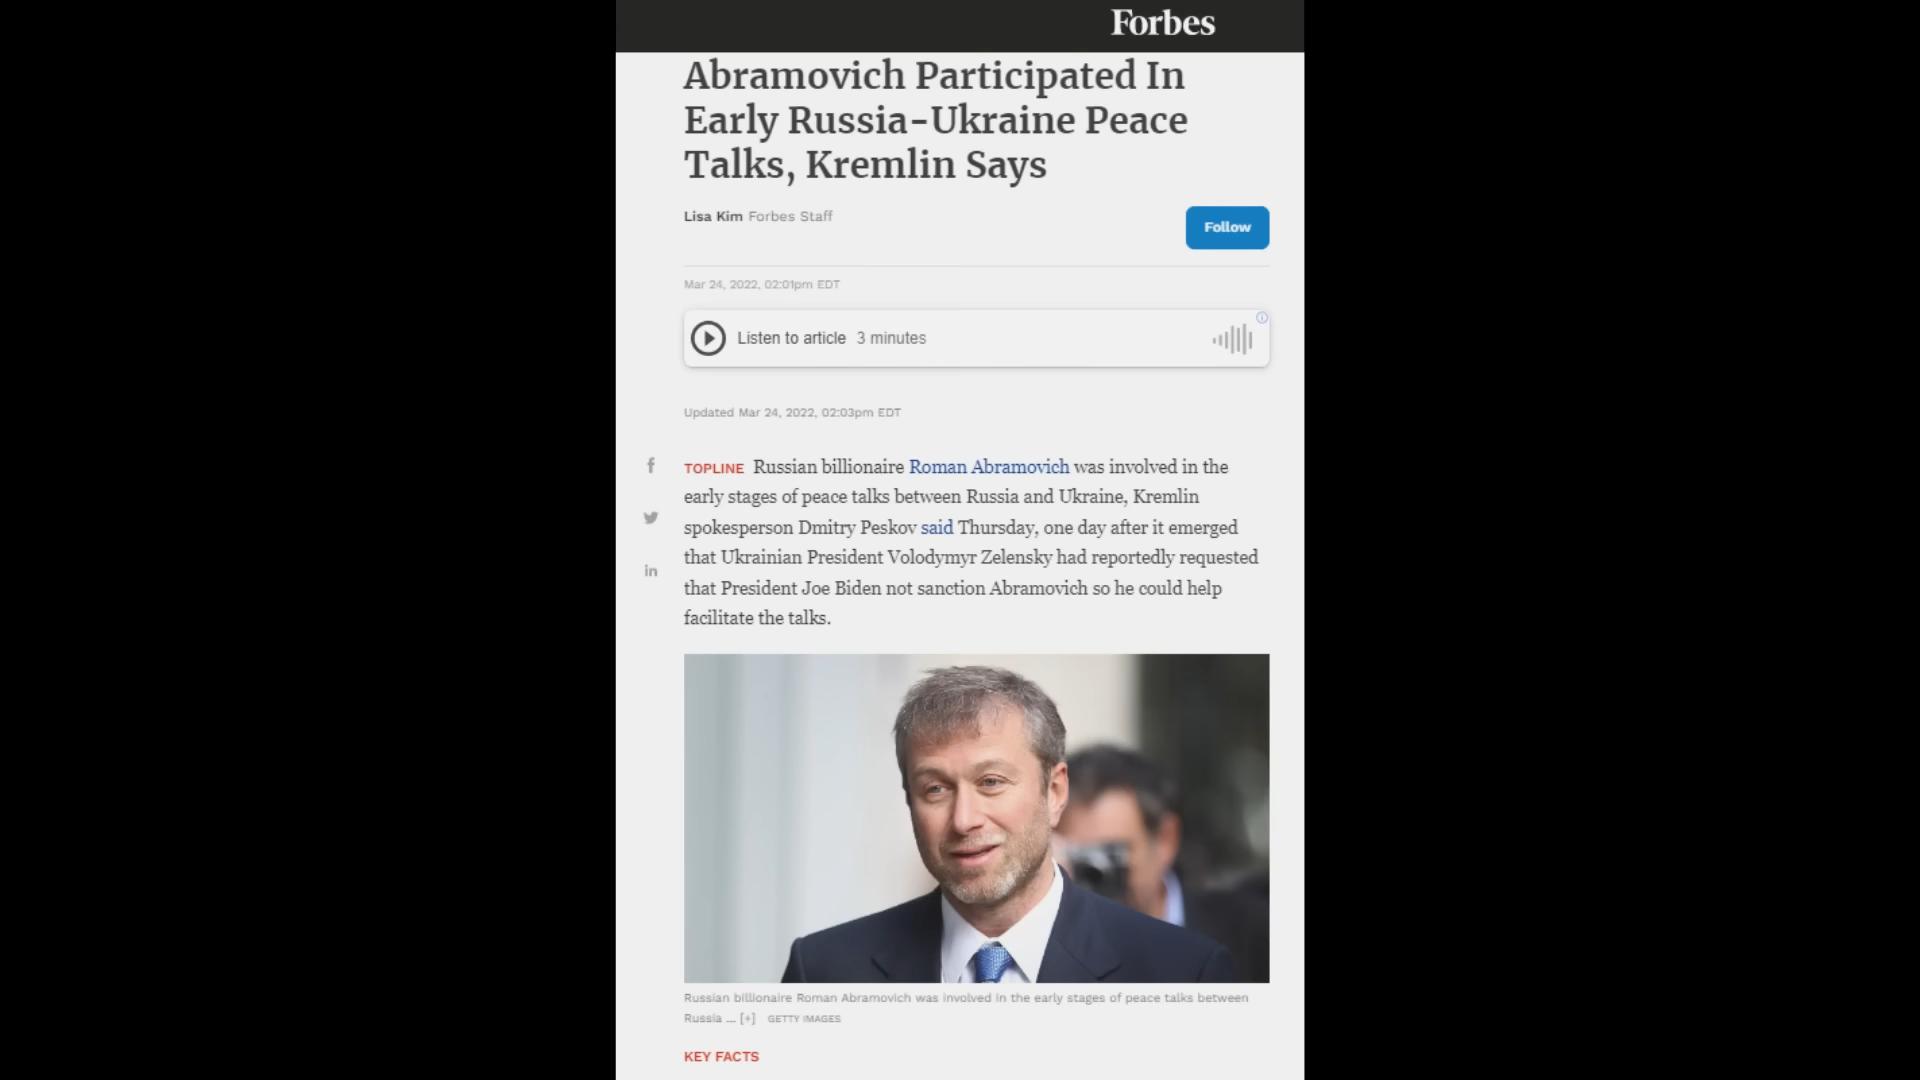 Forbes
Abramovich Participated In
Early Russia-Ukraine Peace
Talks, Kremlin Says
Lisa Kim Forbes Staff
Follow
Mar 24, 2022, 02:01pm EDT
Listen to article 3 minutes
Updated Mar 24, 2022, 02:03pm EDT
TOPLINE Russian billionaire Roman Abramovich was involved in the
early stages of peace talks between Russia and Ukraine, Kremlin
spokesperson Dmitry Peskov said Thursday, one day after it emerged
that Ukrainian President Volodymyr Zelensky had reportedly requested
that President Joe Biden not sanction Abramovich so he could help
facilitate the talks.
Russian billionaire Roman Abramovich was involved in the early stages of peace talks between
Russia ... [+] GETTY IMAGES
KEY FACTS